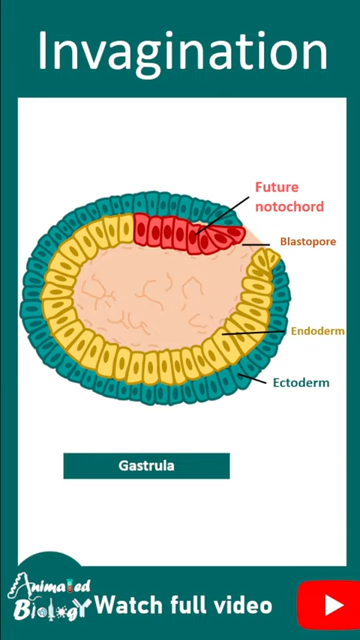 Invagination
Future
notochord
Blastopore
Endoderm
Ectoderm
Gastrula
Animated
Biology
Watch full video